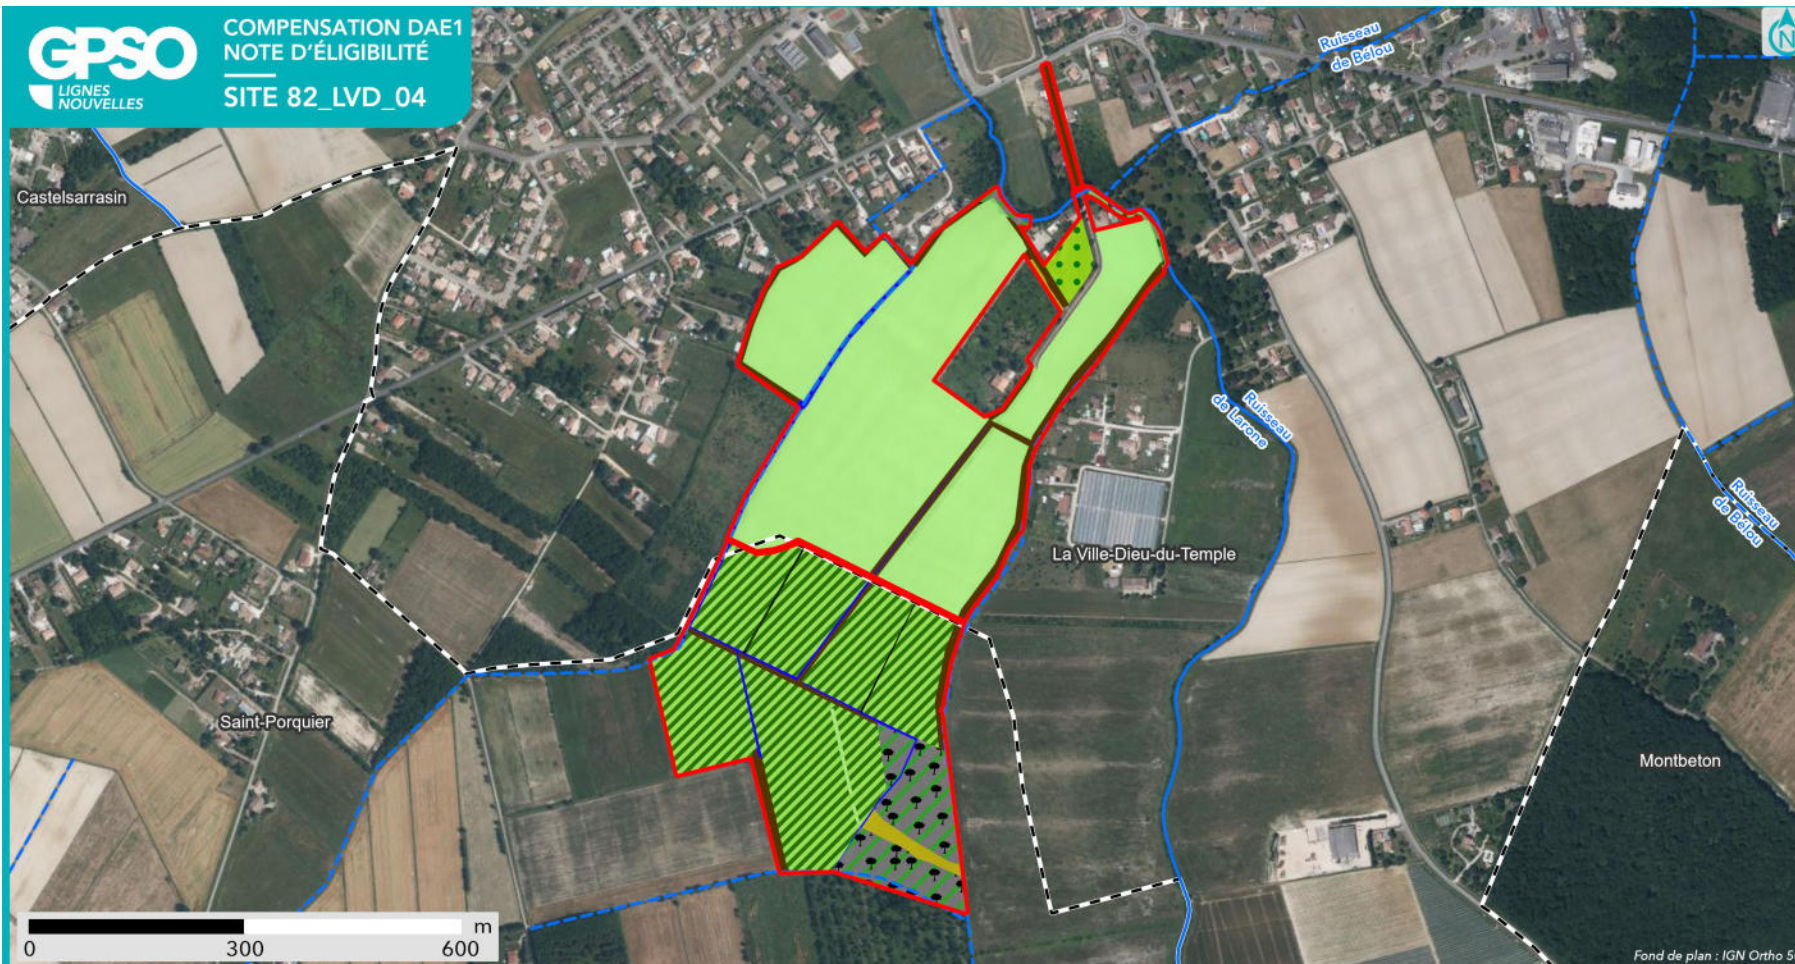 GPSO
LIGNES
NOUVELLES
COMPENSATION DAE1
NOTE D'ÉLIGIBILITÉ
SITE 82_LVD_04
N
Ruisseau
de Bélou
Castelsarrasin
Ruisseau
de Larone
Ruisseau
de Bélou
La Ville-Dieu-du-Temple
Saint-Porquier
Montbeton
m
0 300 600
Fond de plan : IGN Ortho 5